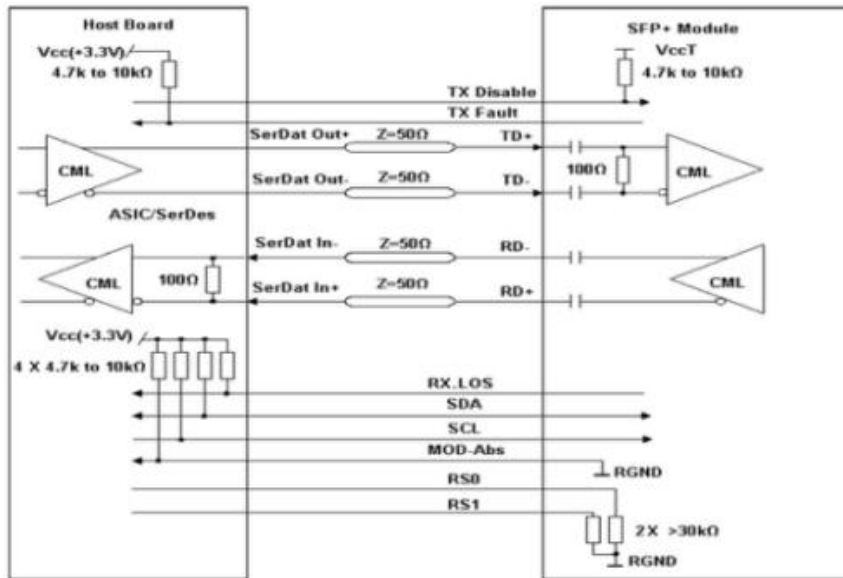 Host Board
SFP+ Module
Vcc(+3.3V)
4.7k to 10kΩ
VccT
4.7k to 10kΩ
TX Disable
TX Fault
SerDat Out+
Z=50Ω
TD+
CML
100Ω
CML
SerDat Out-
Z=50Ω
TD-
ASIC/SerDes
SerDat In-
Z=50Ω
RD-
100Ω
CML
CML
SerDat In+
Z=50Ω
RD+
Vcc(+3.3V)
4 X 4.7k to 10kΩ
RX.LOS
SDA
SCL
MOD-Abs
RGND
RS0
RS1
2X >30kΩ
RGND